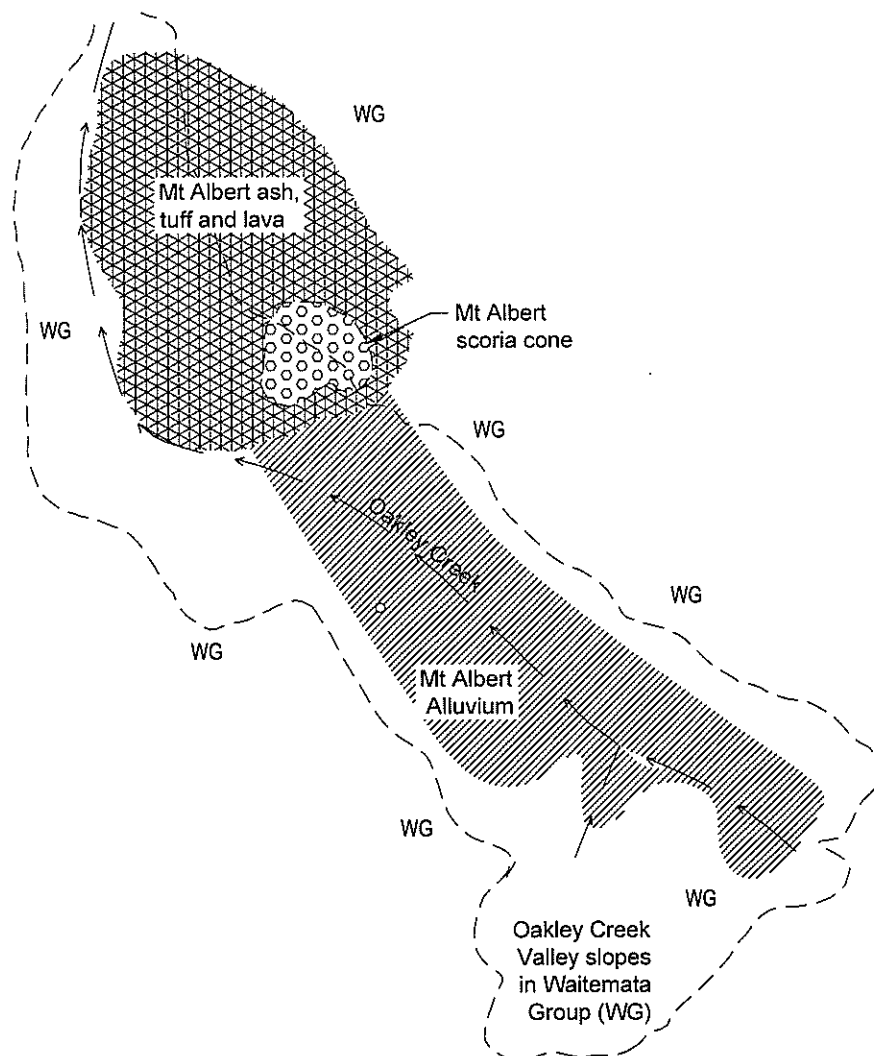 WG
Mt Albert ash,
tuff and lava
WG
Mt Albert
scoria cone
WG
Oakley Creek
WG
WG
Mt Albert
Alluvium
WG
WG
Oakley Creek
Valley slopes
in Waitemata
Group (WG)